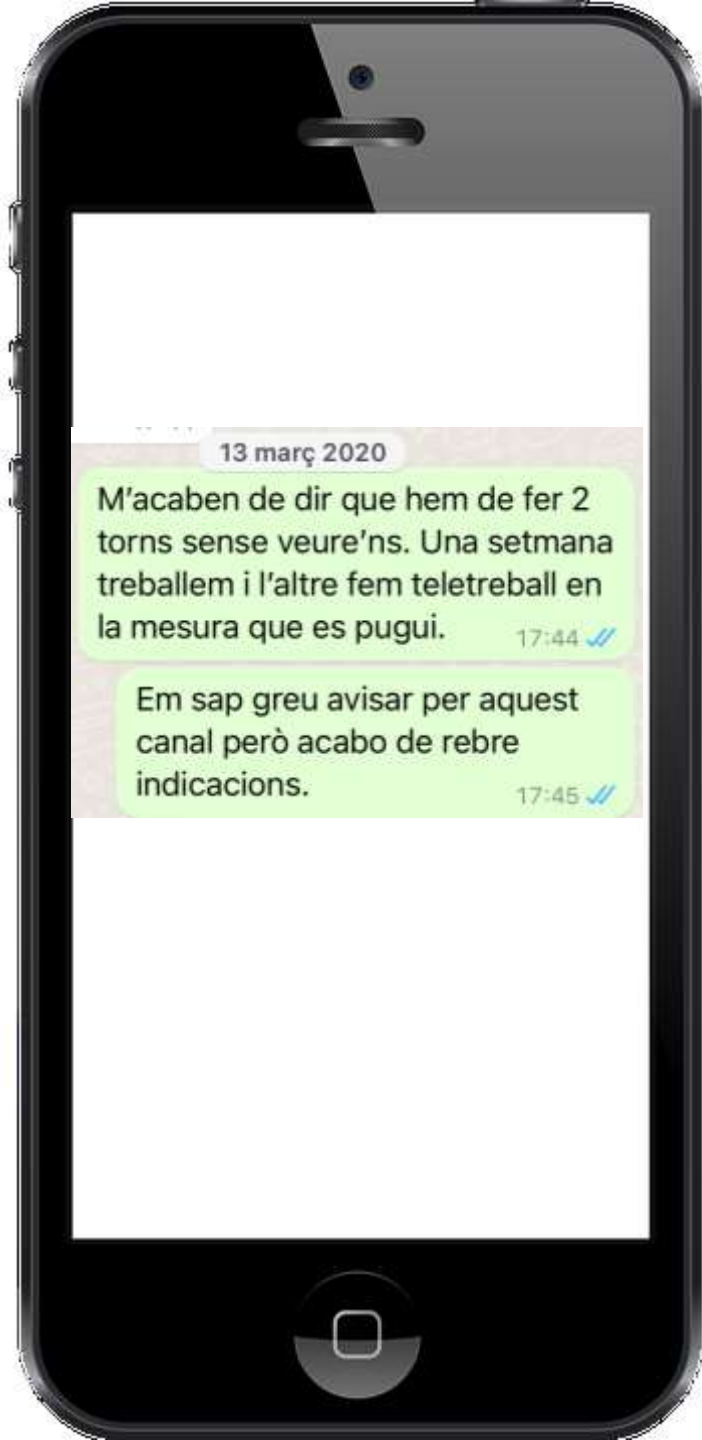 13 març 2020
M'acaben de dir que hem de fer 2
torns sense veure'ns. Una setmana
treballem i l'altre fem teletreball en
la mesura que es pugui.
17:44
Em sap greu avisar per aquest
canal però acabo de rebre
indicacions.
17:45